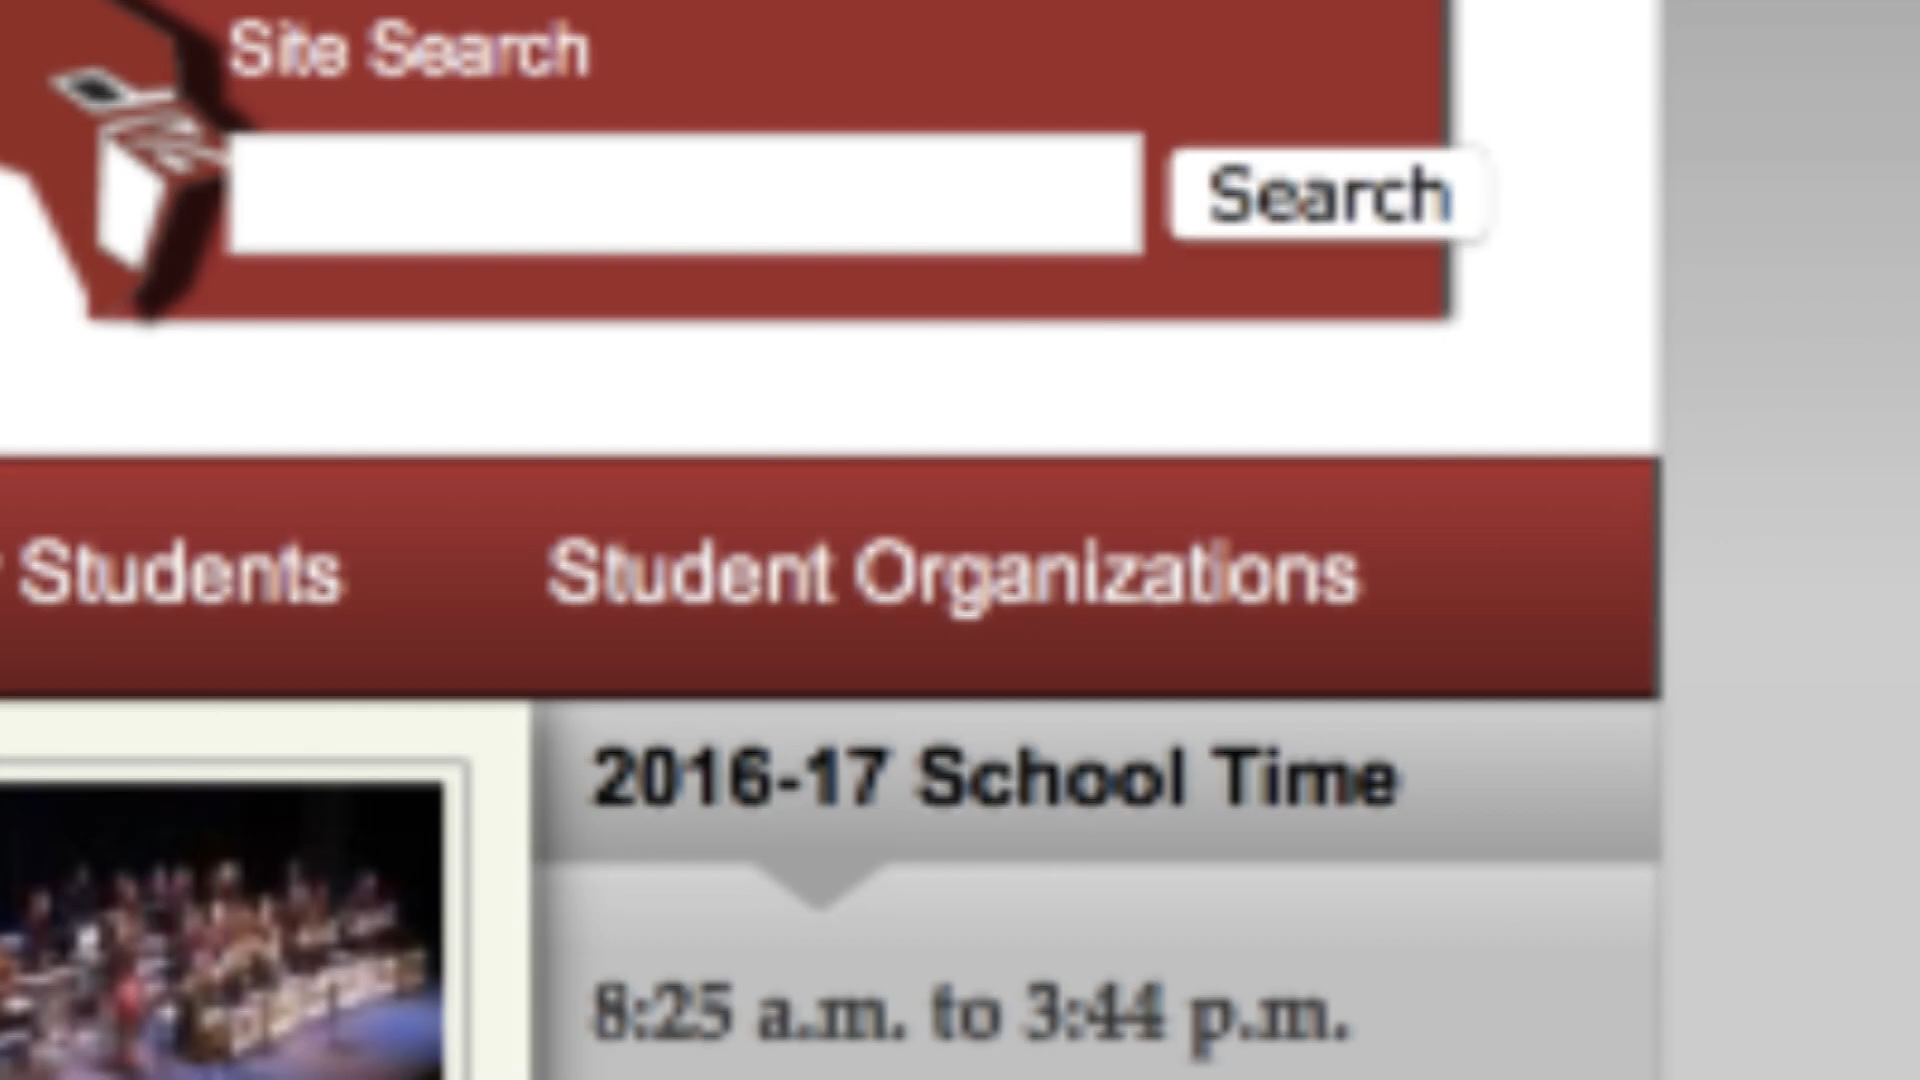 Site Search
Search
Students
Student Organizations
2016-17 School Time
8:25 a.m. to 3:44 p.m.